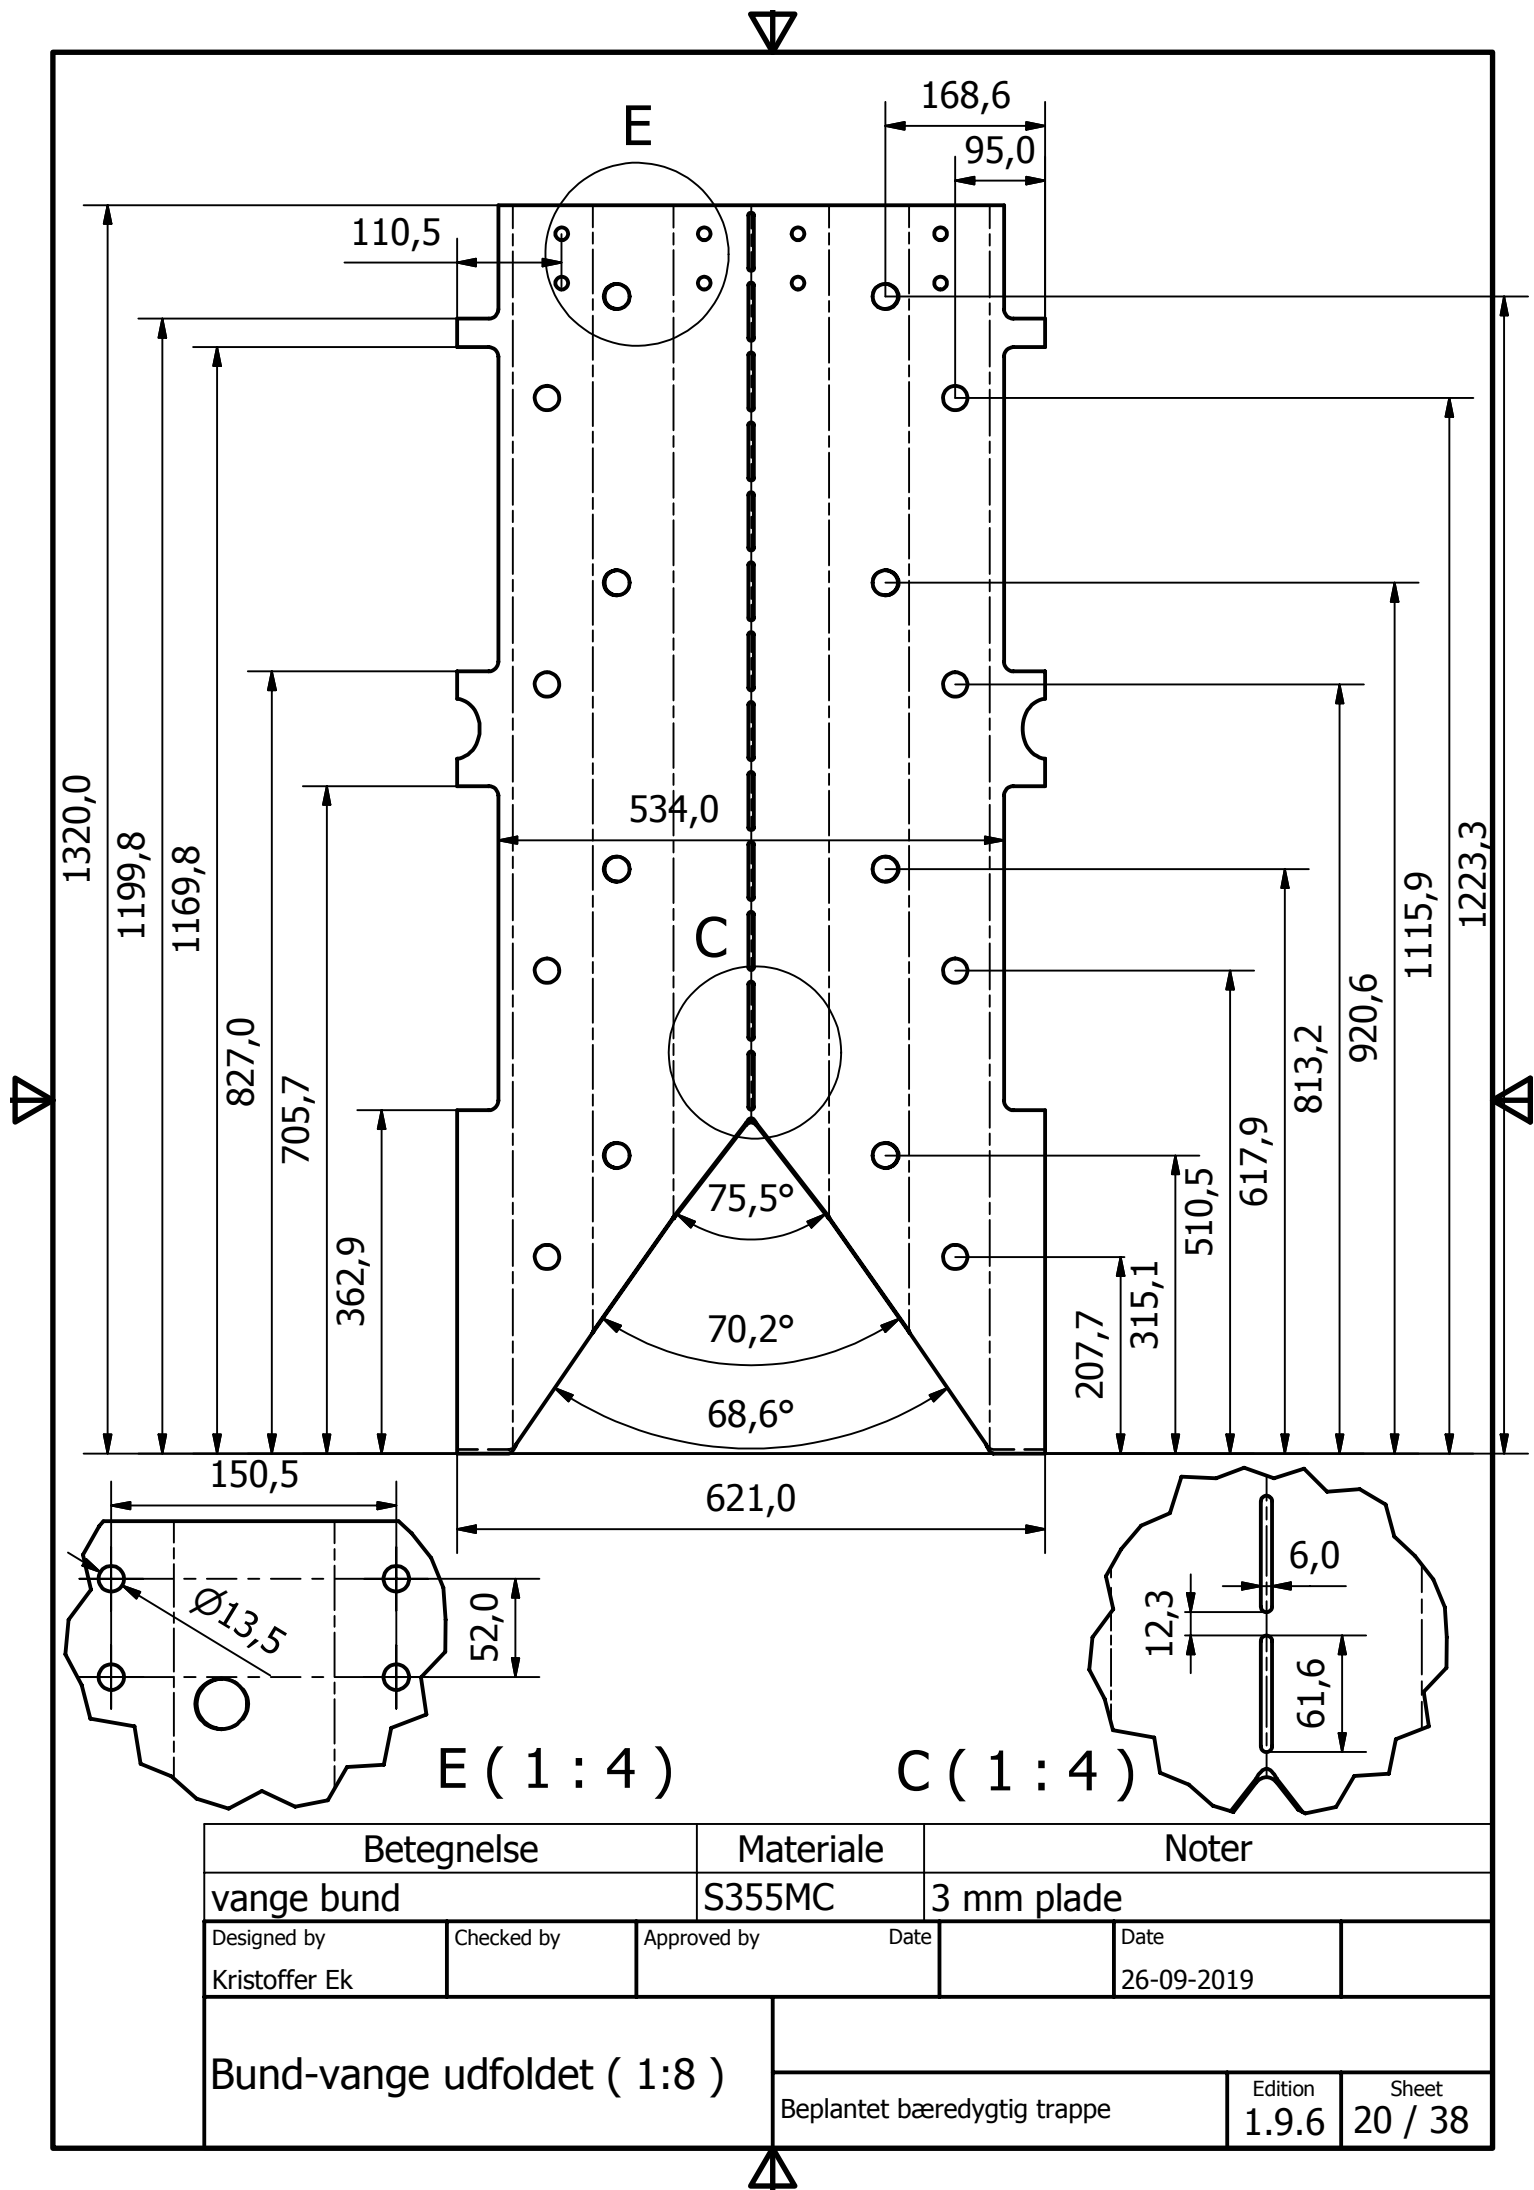 168,6
E
95,0
110,5
534,0
1320,0
1199,8
1169,8
827,0
705,7
362,9
C
1223,3
1115,9
920,6
813,2
617,9
510,5
315,1
207,7
75,5°
70,2°
68,6°
621,0
150,5
Ø13,5
52,0
E ( 1 : 4 )
6,0
12,3
61,6
C ( 1 : 4 )
Betegnelse Materiale Noter
vange bund S355MC 3 mm plade
Designed by Checked by Approved by Date Date
Kristoffer Ek 26-09-2019
Bund-vange udfoldet ( 1:8 )
Beplantet bæredygtig trappe
Edition
1.9.6
Sheet
20 / 38